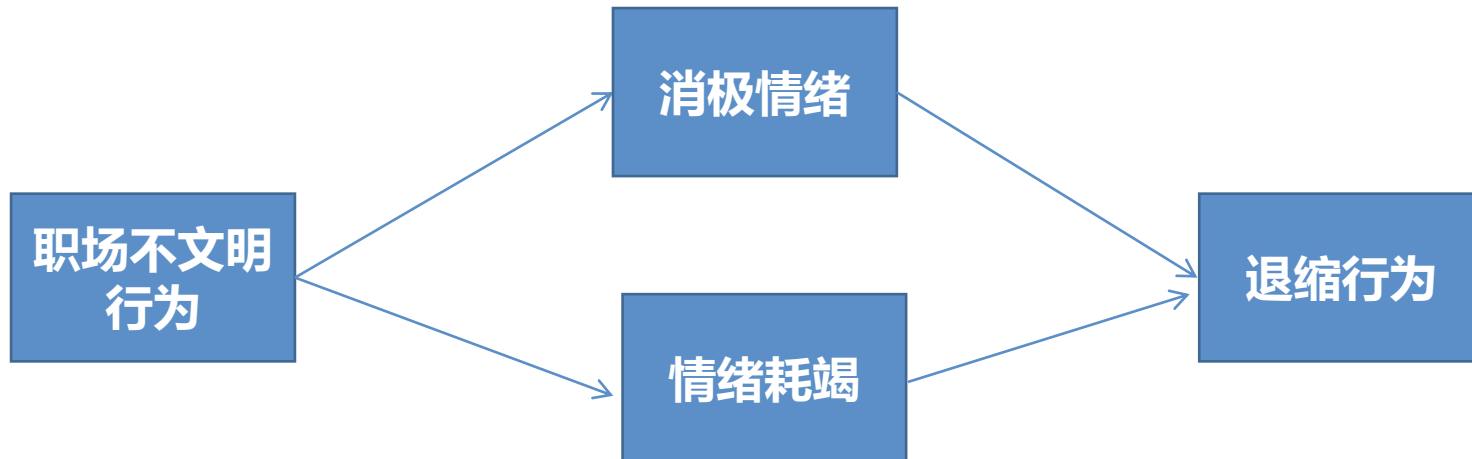 消极情绪
职场不文明
行为
退缩行为
情绪耗竭